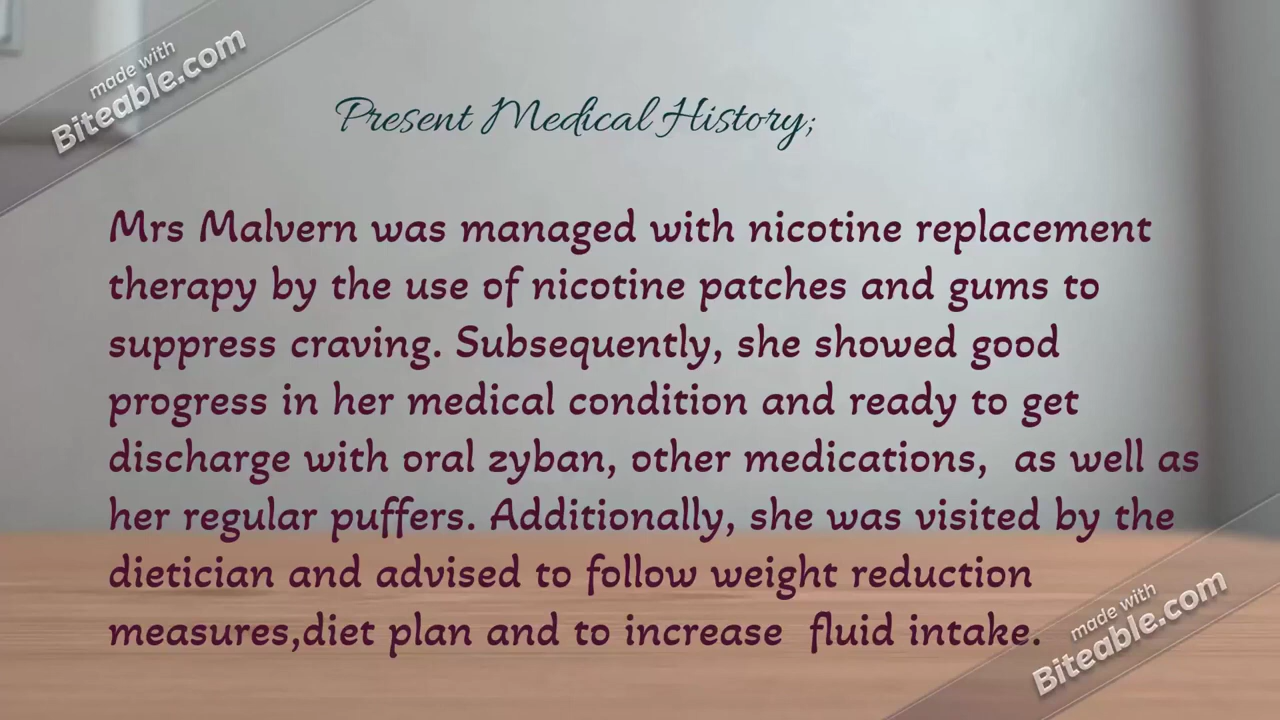 made with
Biteable.com
Present Medical History;
Mrs Malvern was managed with nicotine replacement
therapy by the use of nicotine patches and gums to
suppress craving. Subsequently, she showed good
progress in her medical condition and ready to get
discharge with oral zyban, other medications,  as well as
her regular puffers. Additionally, she was visited by the
dietician and advised to follow weight reduction
measures,diet plan and to increase  fluid intake.
made with
Biteable.com